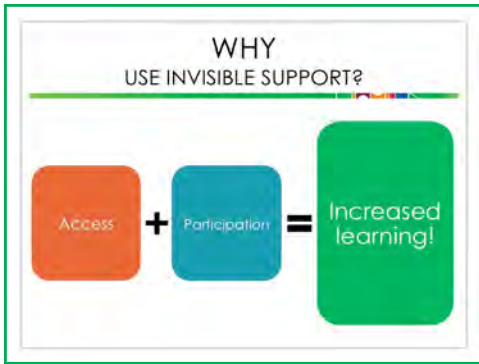 WHY
USE INVISIBLE SUPPORT?
Access + Participation = Increased
learning!